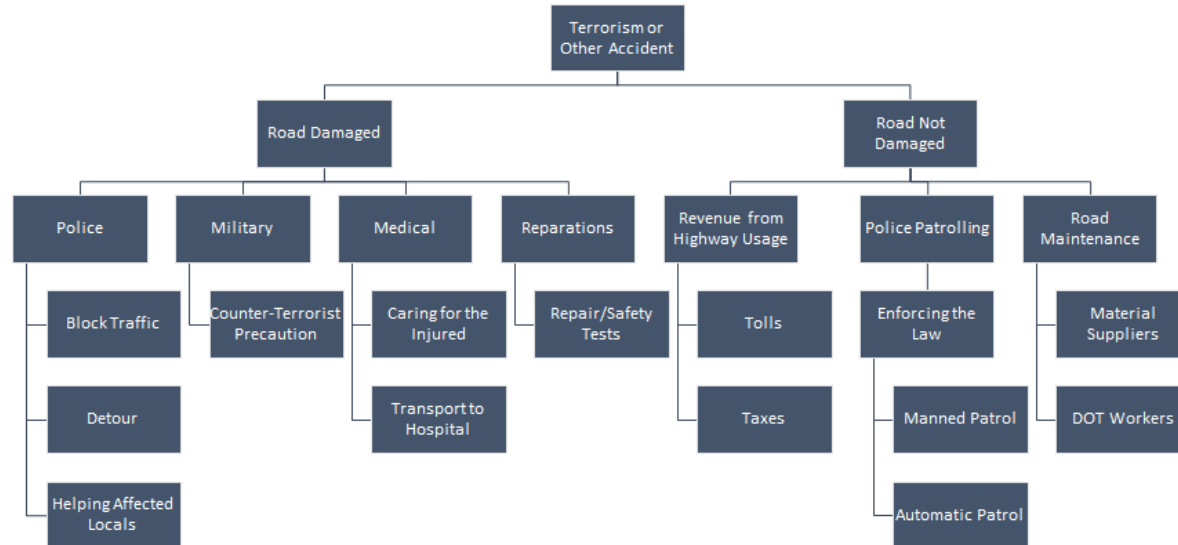 Terrorism or
Other Accident
Road Damaged
Road Not
Damaged
Police
Military
Medical
Reparations
Revenue from
Highway Usage
Police Patrolling
Road
Maintenance
Block Traffic
Counter-Terrorist
Precaution
Caring for the
Injured
Repair/Safety
Tests
Tolls
Enforcing the
Law
Material
Suppliers
Detour
Transport to
Hospital
Taxes
Manned Patrol
DOT Workers
Helping Affected
Locals
Automatic Patrol